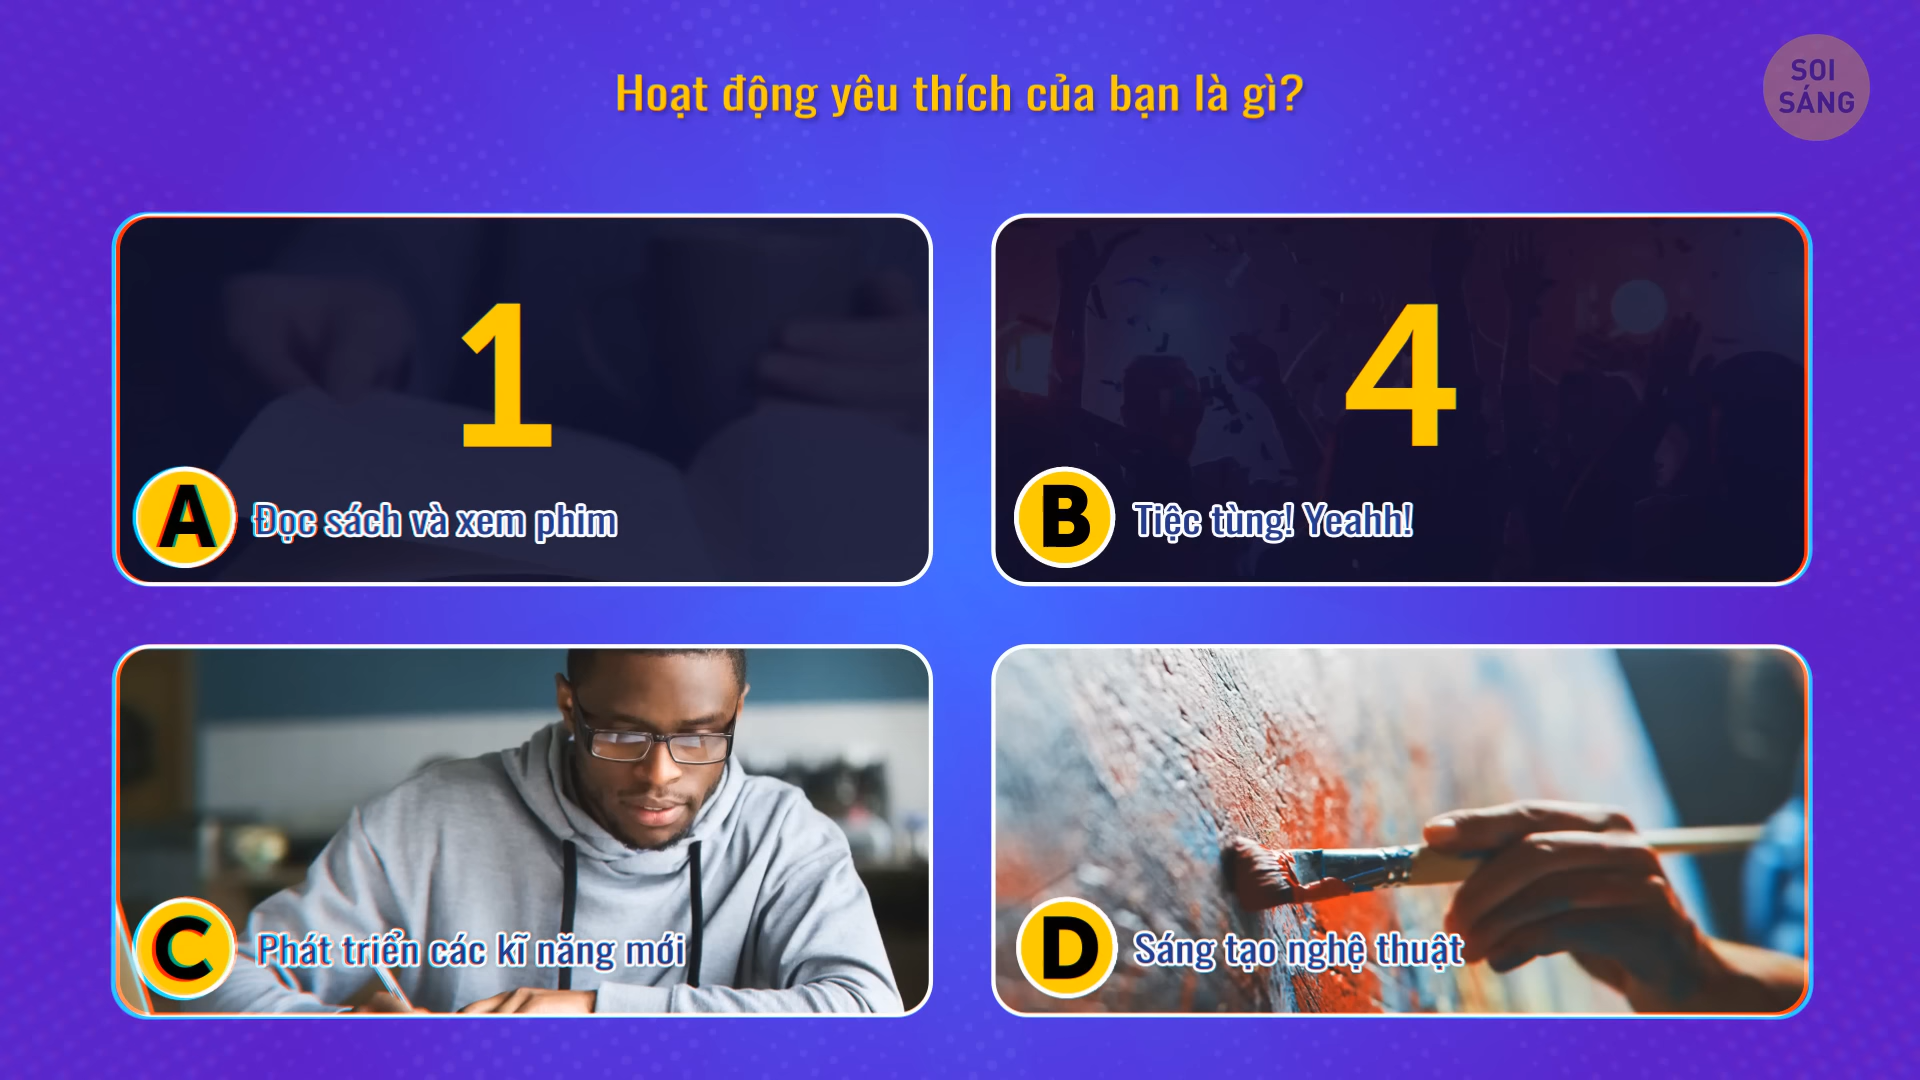 Hoạt động yêu thích của bạn là gì?
SOI
SÁNG
1
4
A Đọc sách và xem phim
B Tiệc tùng! Yeahh!
C Phát triển các kĩ năng mới
D Sáng tạo nghệ thuật